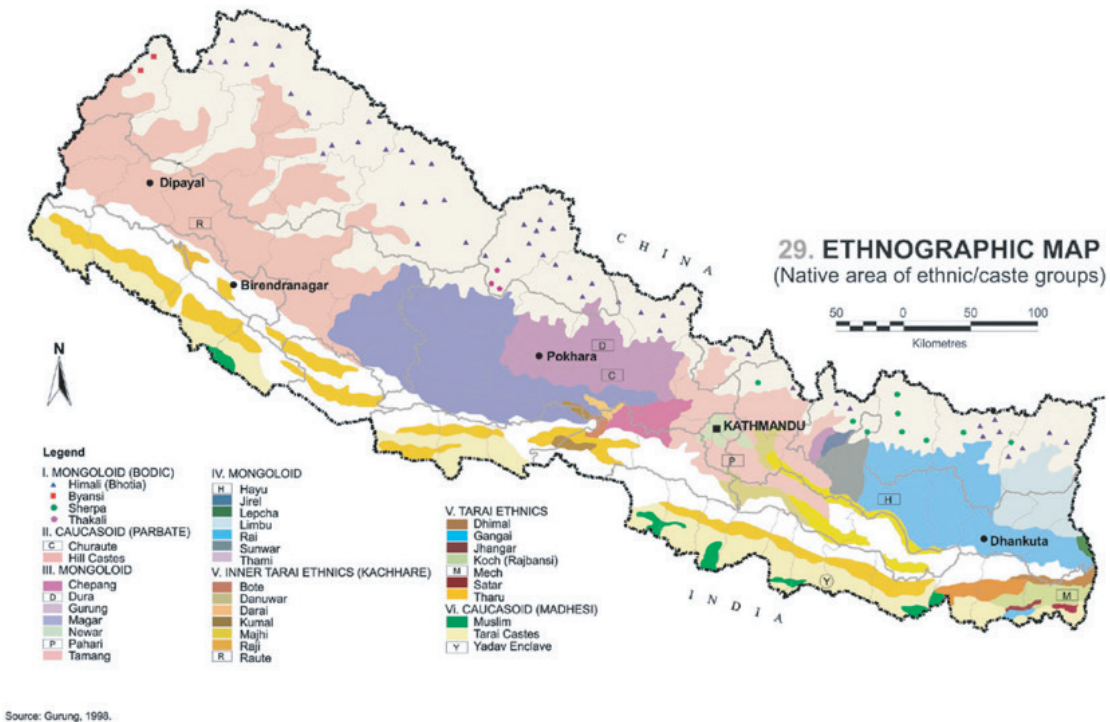 29. ETHNOGRAPHIC MAP
(Native area of ethnic/caste groups)
50 25 0 50 100
Kilometres
CHINA
Dipayal
R
Birendranagar
N
D
Pokhara
C
KATHMANDU
P
H
Dhankuta
M
Y
INDIA
Legend
I. MONGOLOID (BODIC)
Himali (Bhotia)
Byansi
Sherpa
Thakali
II. CAUCASOID (PARBATE)
C Churaute
Hill Castes
III. MONGOLOID
Chepang
D Dura
Gurung
Magar
Newar
P Pahari
Tamang
IV. MONGOLOID
H Hayu
Jirel
Lepcha
Limbu
Rai
Sunwar
Thami
V. INNER TARAI ETHNICS (KACHHARE)
Bote
Danuwar
Darai
Kumal
Majhi
Raji
R Raute
V. TARAI ETHNICS
Dhimal
Gangai
Jhangar
Koch (Rajbansi)
M Mech
Satar
Tharu
Vi. CAUCASOID (MADHESI)
Muslim
Tarai Castes
Y Yadav Enclave
Source: Gurung, 1998.